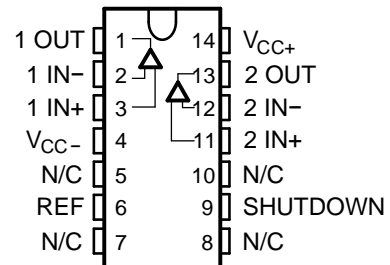 1 OUT 1 14 VCC+
1 IN− 2 13 2 OUT
1 IN+ 3 12 2 IN−
VCC− 4 11 2 IN+
N/C 5 10 N/C
REF 6 9 SHUTDOWN
N/C 7 8 N/C